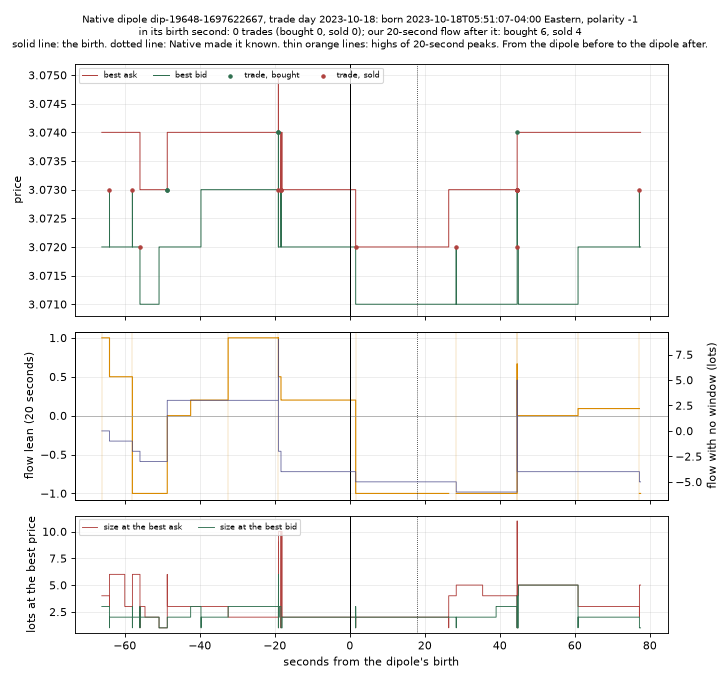 Native dipole dip-19648-1697622667, trade day 2023-10-18: born 2023-10-18T05:51:07-04:00 Eastern, polarity -1
in its birth second: 0 trades (bought 0, sold 0); our 20-second flow after it: bought 6, sold 4
solid line: the birth. dotted line: Native made it known. thin orange lines: highs of 20-second peaks. From the dipole before to the dipole after.
best ask
best bid
trade, bought
trade, sold
3.0750
3.0745
3.0740
3.0735
3.0730
3.0725
3.0720
3.0715
3.0710
price
1.0
0.5
0.0
−0.5
−1.0
flow lean (20 seconds)
7.5
5.0
2.5
0.0
−2.5
−5.0
flow with no window (lots)
size at the best ask
size at the best bid
10.0
7.5
5.0
2.5
lots at the best price
−60
−40
−20
0
20
40
60
80
seconds from the dipole's birth